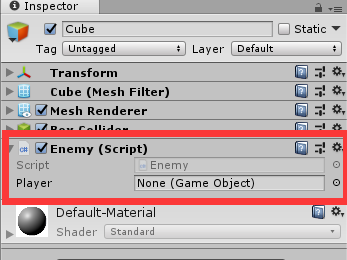 Inspector
Cube
Static
Tag Untagged Layer Default
Transform
Cube (Mesh Filter)
Mesh Renderer
Box Collider
Enemy (Script)
Script Enemy
Player None (Game Object)
Default-Material
Shader Standard